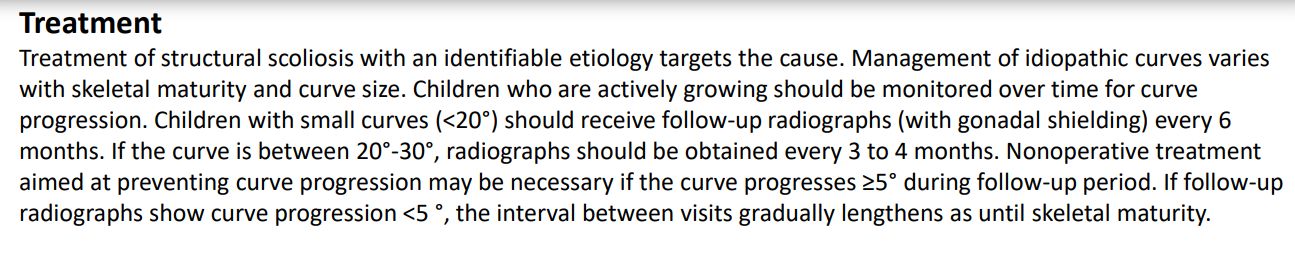 Treatment
Treatment of structural scoliosis with an identifiable etiology targets the cause. Management of idiopathic curves varies
with skeletal maturity and curve size. Children who are actively growing should be monitored over time for curve
progression. Children with small curves (<20°) should receive follow-up radiographs (with gonadal shielding) every 6
months. If the curve is between 20°-30°, radiographs should be obtained every 3 to 4 months. Nonoperative treatment
aimed at preventing curve progression may be necessary if the curve progresses ≥5° during follow-up period. If follow-up
radiographs show curve progression <5 °, the interval between visits gradually lengthens as until skeletal maturity.